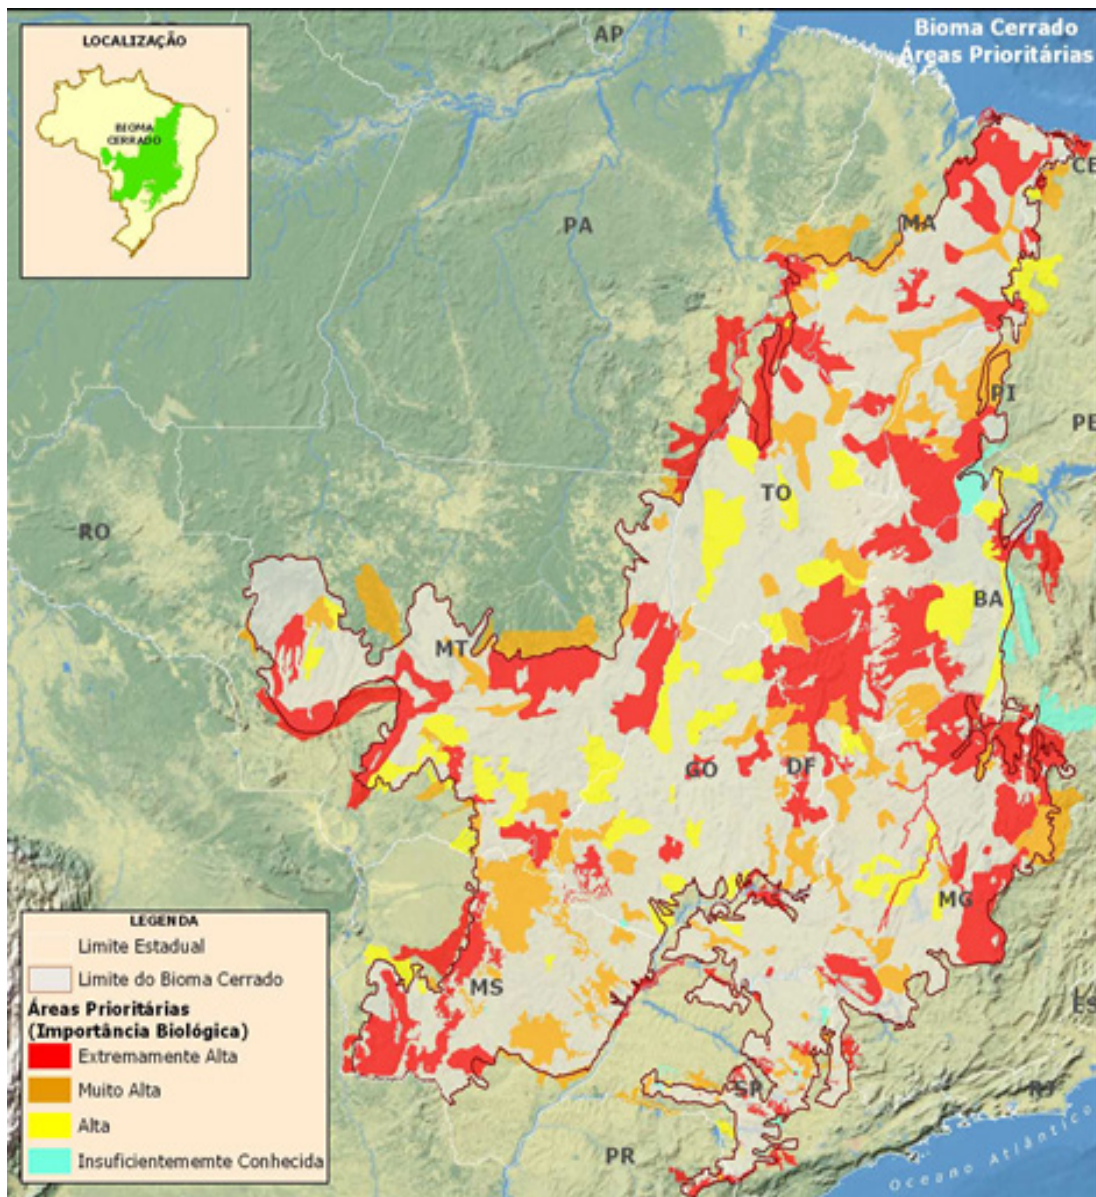 LOCALIZAÇÃO
BIOMA
CERRADO
Bioma Cerrado
Áreas Prioritárias
AP
CE
PA
MA
PI
PE
TO
RO
BA
MT
GO
DF
MG
MS
ES
SP
RJ
PR
Oceano Atlântico
LEGENDA
Limite Estadual
Limite do Bioma Cerrado
Áreas Prioritárias
(Importância Biológica)
Extremamente Alta
Muito Alta
Alta
Insuficientememte Conhecida